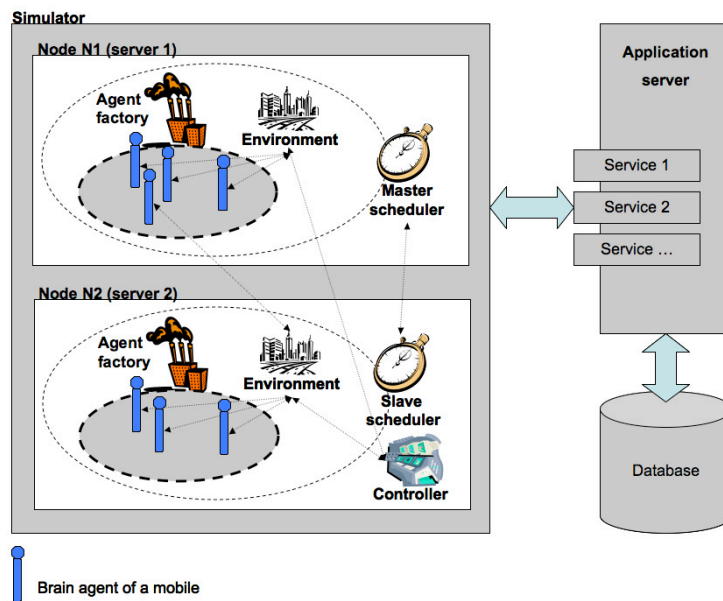 Simulator
Node N1 (server 1)
Agent
factory
Environment
Master
scheduler
Node N2 (server 2)
Agent
factory
Environment
Slave
scheduler
Controller
Application
server
Service 1
Service 2
Service …
Database
Brain agent of a mobile